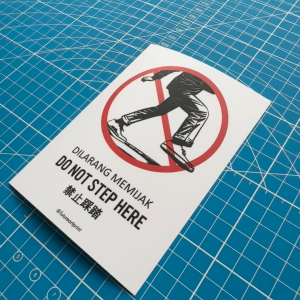 DILARANG MEMIJAK
DO NOT STEP HERE
禁止踩踏